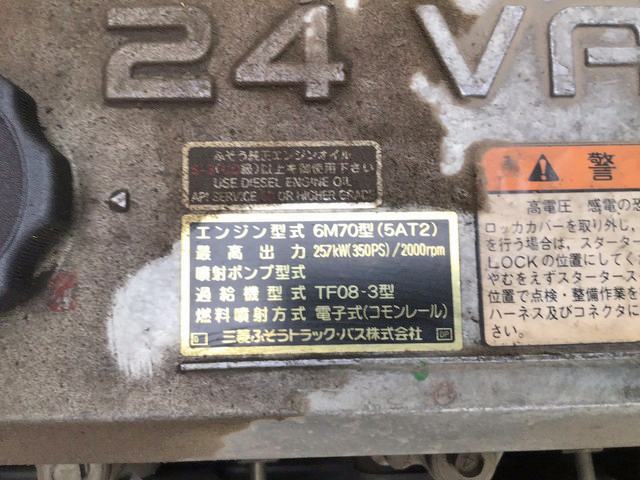 24 VA
ふそう純正エンジンオイル
級)以上を御使用下さい
USE DIESEL ENGINE OIL
API SERVICE OR HIGHER GRADE
エンジン型式 6M70型(5AT2)
最高出力 257kW(350PS)/2000rpm
噴射ポンプ型式
過給機型式 TF08-3型
燃料噴射方式 電子式(コモンレール)
三菱ふそうトラック・バス株式会社
警
高電圧 感電の恐
ロッカカバーを取り外し,
を行う場合は,スターター
LOCKの位置にしてくだ
やむをえずスタータース
位置で点検・整備作業を
ハーネス及びコネクタに
さい。